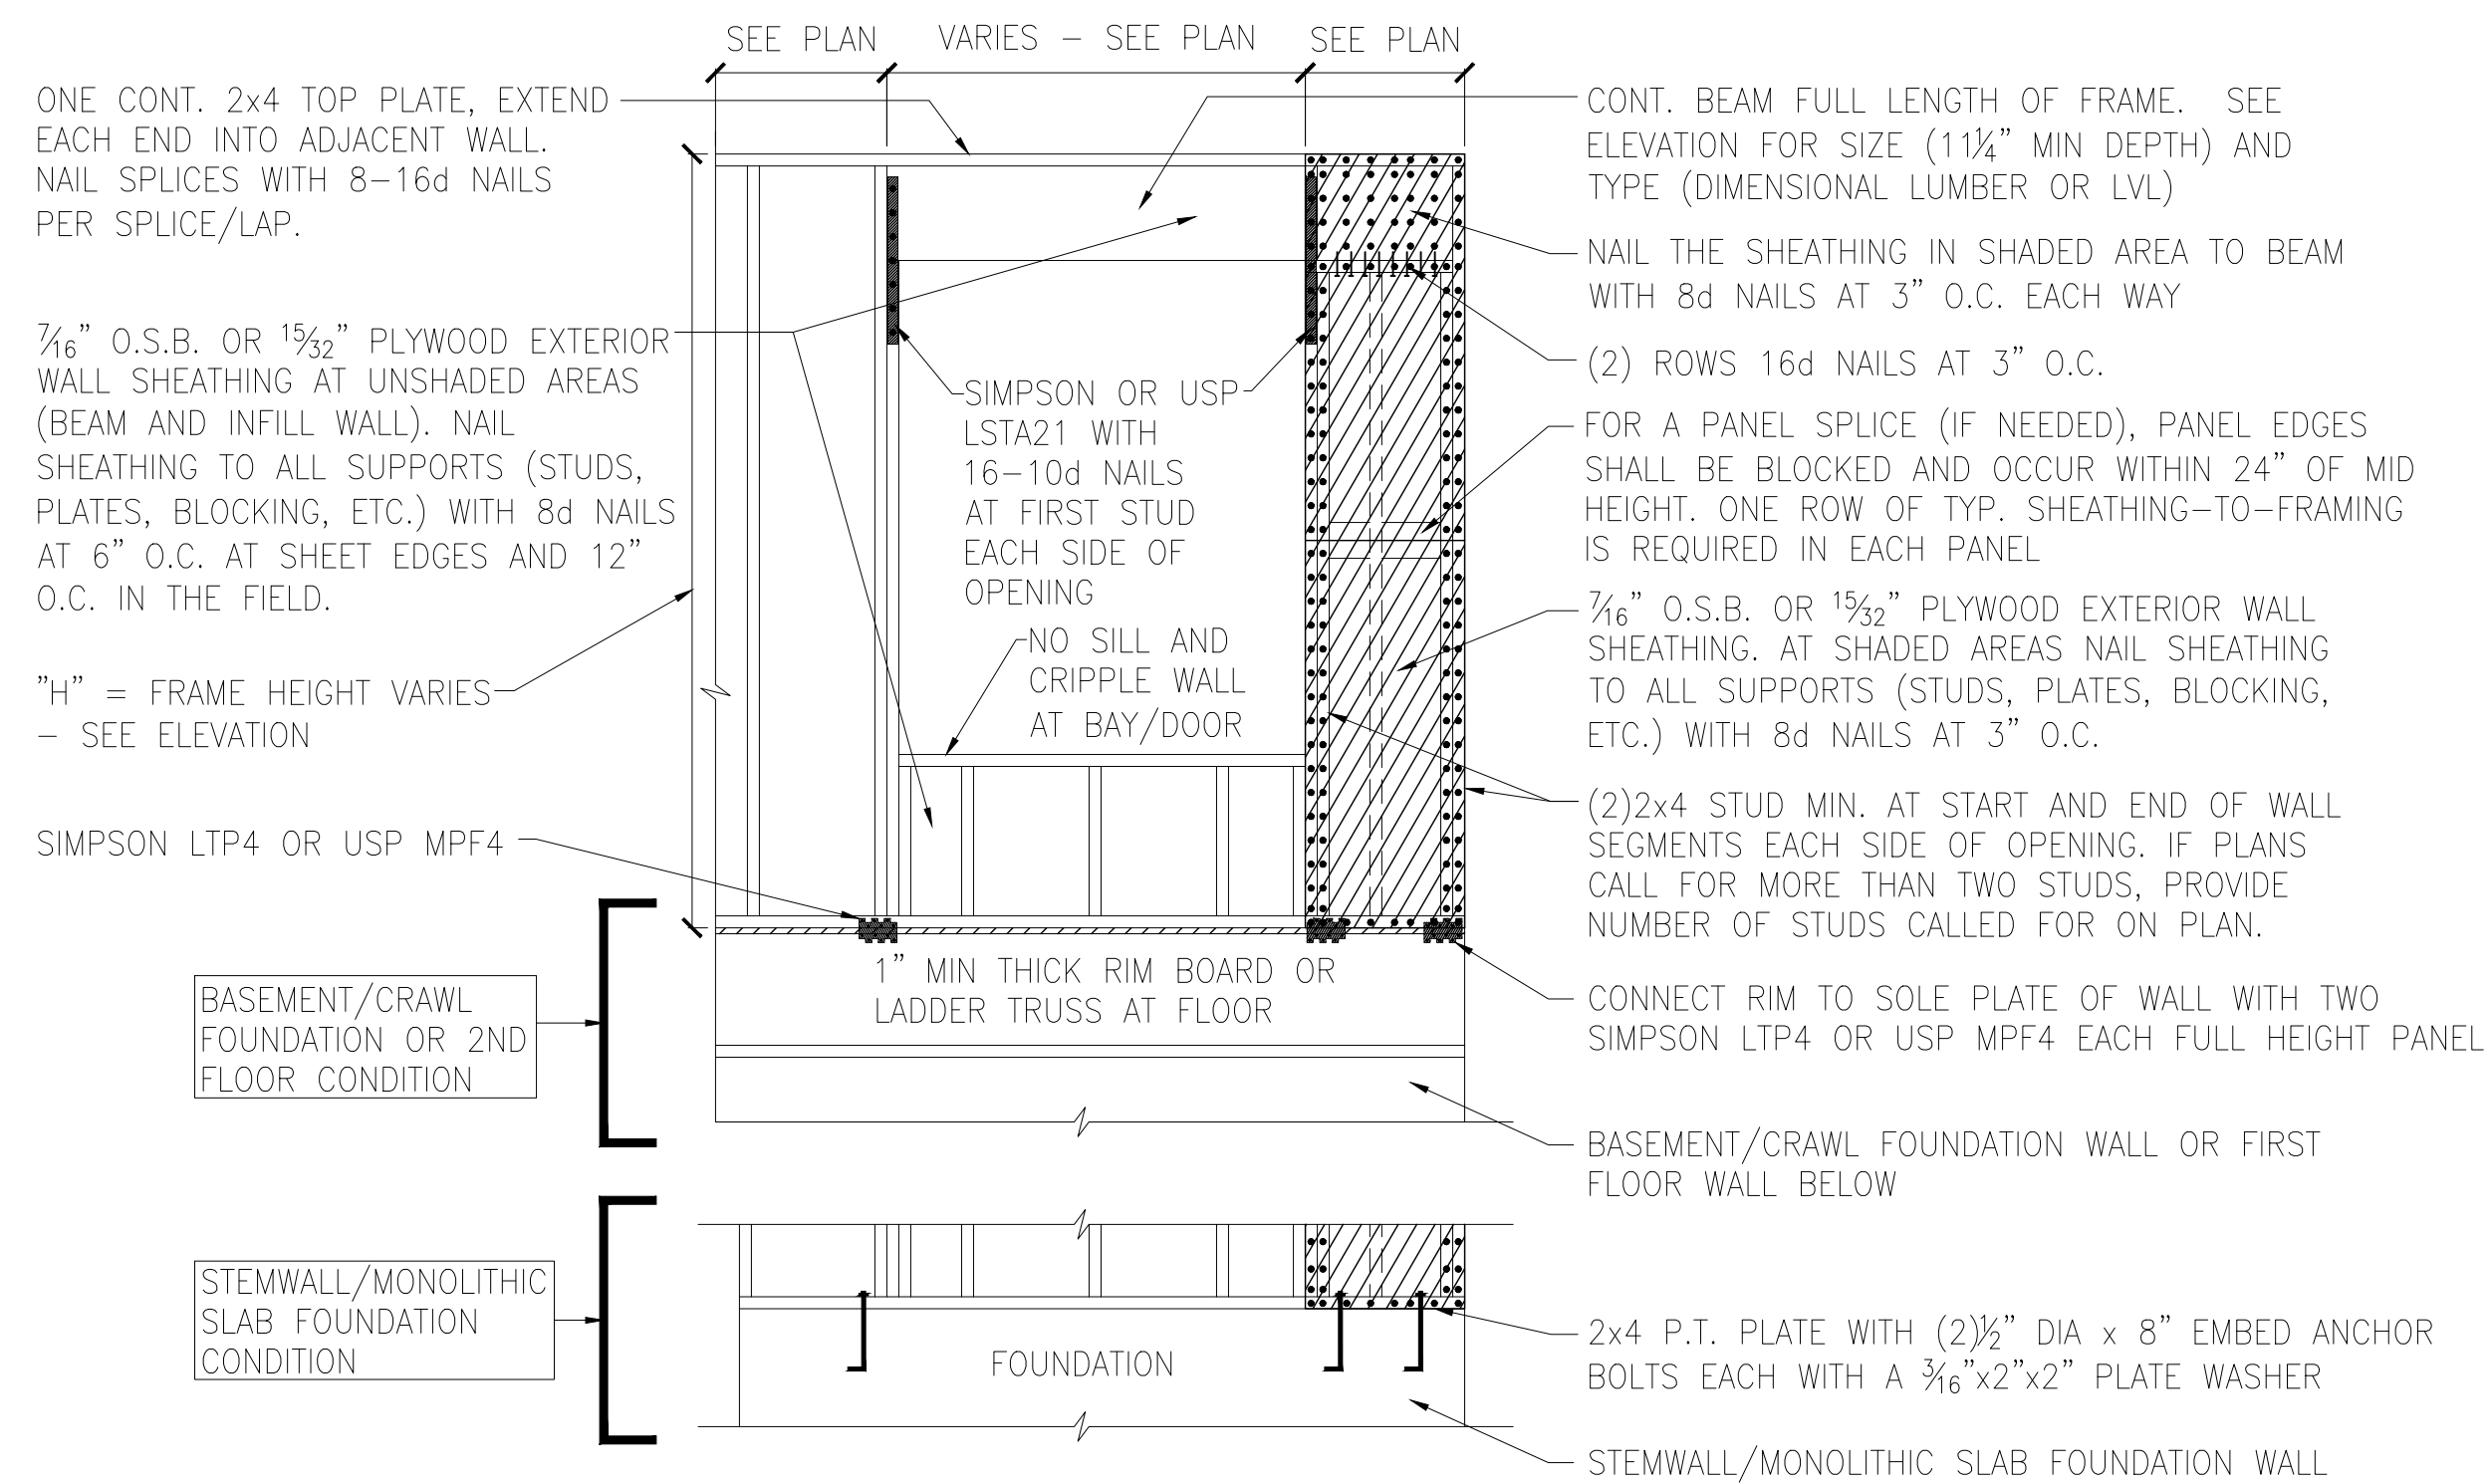 SEE PLAN
VARIES - SEE PLAN
SEE PLAN
ONE CONT. 2x4 TOP PLATE, EXTEND
EACH END INTO ADJACENT WALL.
NAIL SPLICES WITH 8-16d NAILS
PER SPLICE/LAP.
7/16" O.S.B. OR 15/32" PLYWOOD EXTERIOR
WALL SHEATHING AT UNSHADED AREAS
(BEAM AND INFILL WALL). NAIL
SHEATHING TO ALL SUPPORTS (STUDS,
PLATES, BLOCKING, ETC.) WITH 8d NAILS
AT 6" O.C. AT SHEET EDGES AND 12"
O.C. IN THE FIELD.
"H" = FRAME HEIGHT VARIES
- SEE ELEVATION
SIMPSON LTP4 OR USP MPF4
BASEMENT/CRAWL
FOUNDATION OR 2ND
FLOOR CONDITION
STEMWALL/MONOLITHIC
SLAB FOUNDATION
CONDITION
SIMPSON OR USP
LSTA21 WITH
16-10d NAILS
AT FIRST STUD
EACH SIDE OF
OPENING
NO SILL AND
CRIPPLE WALL
AT BAY/DOOR
1" MIN THICK RIM BOARD OR
LADDER TRUSS AT FLOOR
FOUNDATION
CONT. BEAM FULL LENGTH OF FRAME. SEE
ELEVATION FOR SIZE (11 1/4" MIN DEPTH) AND
TYPE (DIMENSIONAL LUMBER OR LVL)
NAIL THE SHEATHING IN SHADED AREA TO BEAM
WITH 8d NAILS AT 3" O.C. EACH WAY
(2) ROWS 16d NAILS AT 3" O.C.
FOR A PANEL SPLICE (IF NEEDED), PANEL EDGES
SHALL BE BLOCKED AND OCCUR WITHIN 24" OF MID
HEIGHT. ONE ROW OF TYP. SHEATHING-TO-FRAMING
IS REQUIRED IN EACH PANEL
7/16" O.S.B. OR 15/32" PLYWOOD EXTERIOR WALL
SHEATHING. AT SHADED AREAS NAIL SHEATHING
TO ALL SUPPORTS (STUDS, PLATES, BLOCKING,
ETC.) WITH 8d NAILS AT 3" O.C.
(2)2x4 STUD MIN. AT START AND END OF WALL
SEGMENTS EACH SIDE OF OPENING. IF PLANS
CALL FOR MORE THAN TWO STUDS, PROVIDE
NUMBER OF STUDS CALLED FOR ON PLAN.
CONNECT RIM TO SOLE PLATE OF WALL WITH TWO
SIMPSON LTP4 OR USP MPF4 EACH FULL HEIGHT PANEL
BASEMENT/CRAWL FOUNDATION WALL OR FIRST
FLOOR WALL BELOW
2x4 P.T. PLATE WITH (2)1/2" DIA x 8" EMBED ANCHOR
BOLTS EACH WITH A 3/16"x2"x2" PLATE WASHER
STEMWALL/MONOLITHIC SLAB FOUNDATION WALL